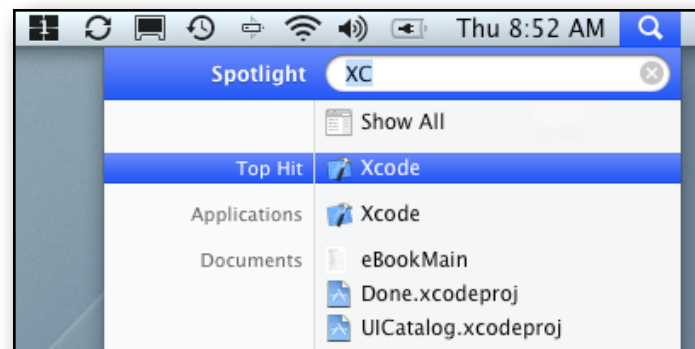 1 Thu 8:52 AM
Spotlight XC
Show All
Top Hit Xcode
Applications Xcode
Documents eBookMain
Done.xcodeproj
UICatalog.xcodeproj